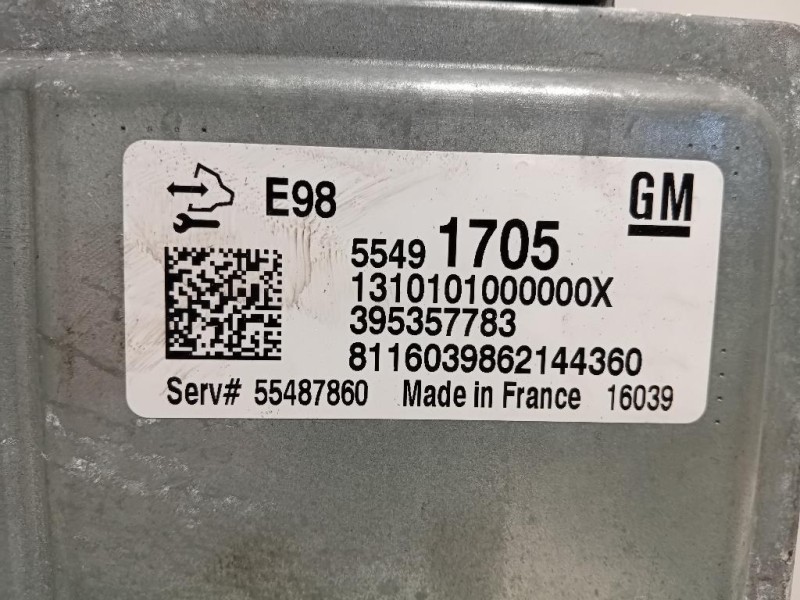 E98
GM
5549 1705
1310101000000X
395357783
8116039862144360
Serv# 55487860 Made in France 16039